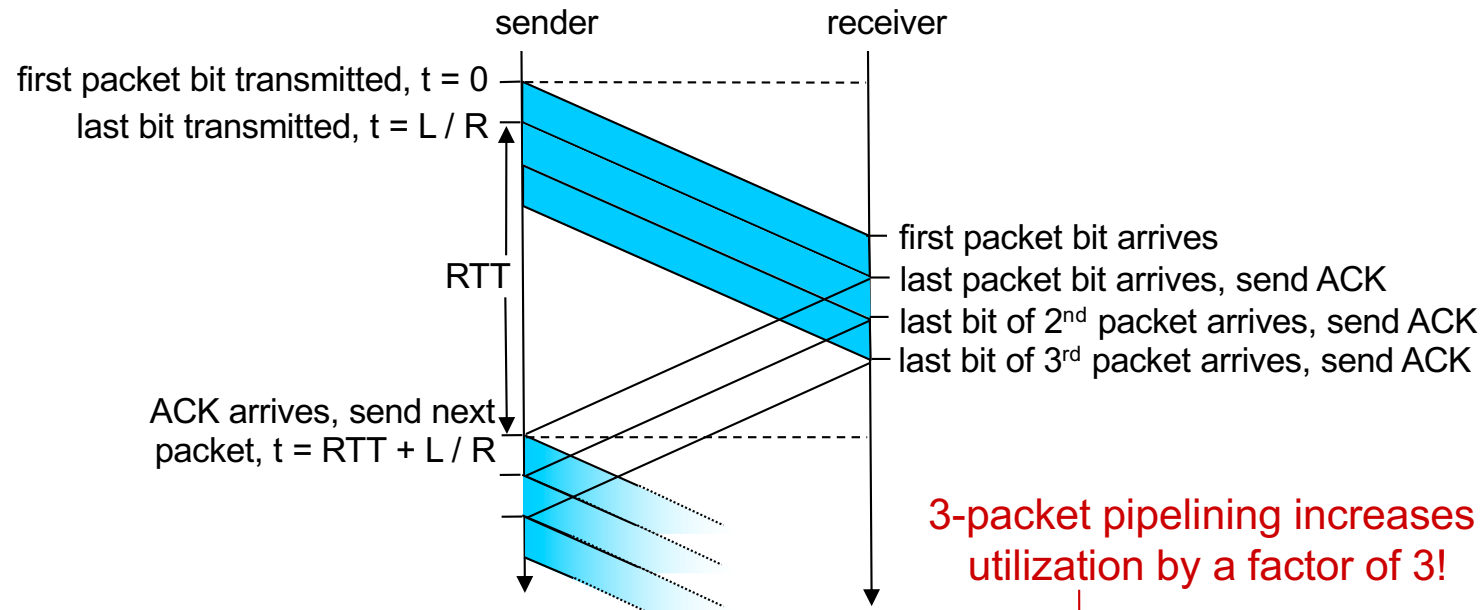 sender
receiver
first packet bit transmitted, t = 0
last bit transmitted, t = L / R
first packet bit arrives
RTT
last packet bit arrives, send ACK
last bit of 2nd packet arrives, send ACK
last bit of 3rd packet arrives, send ACK
ACK arrives, send next
packet, t = RTT + L / R
3-packet pipelining increases
utilization by a factor of 3!